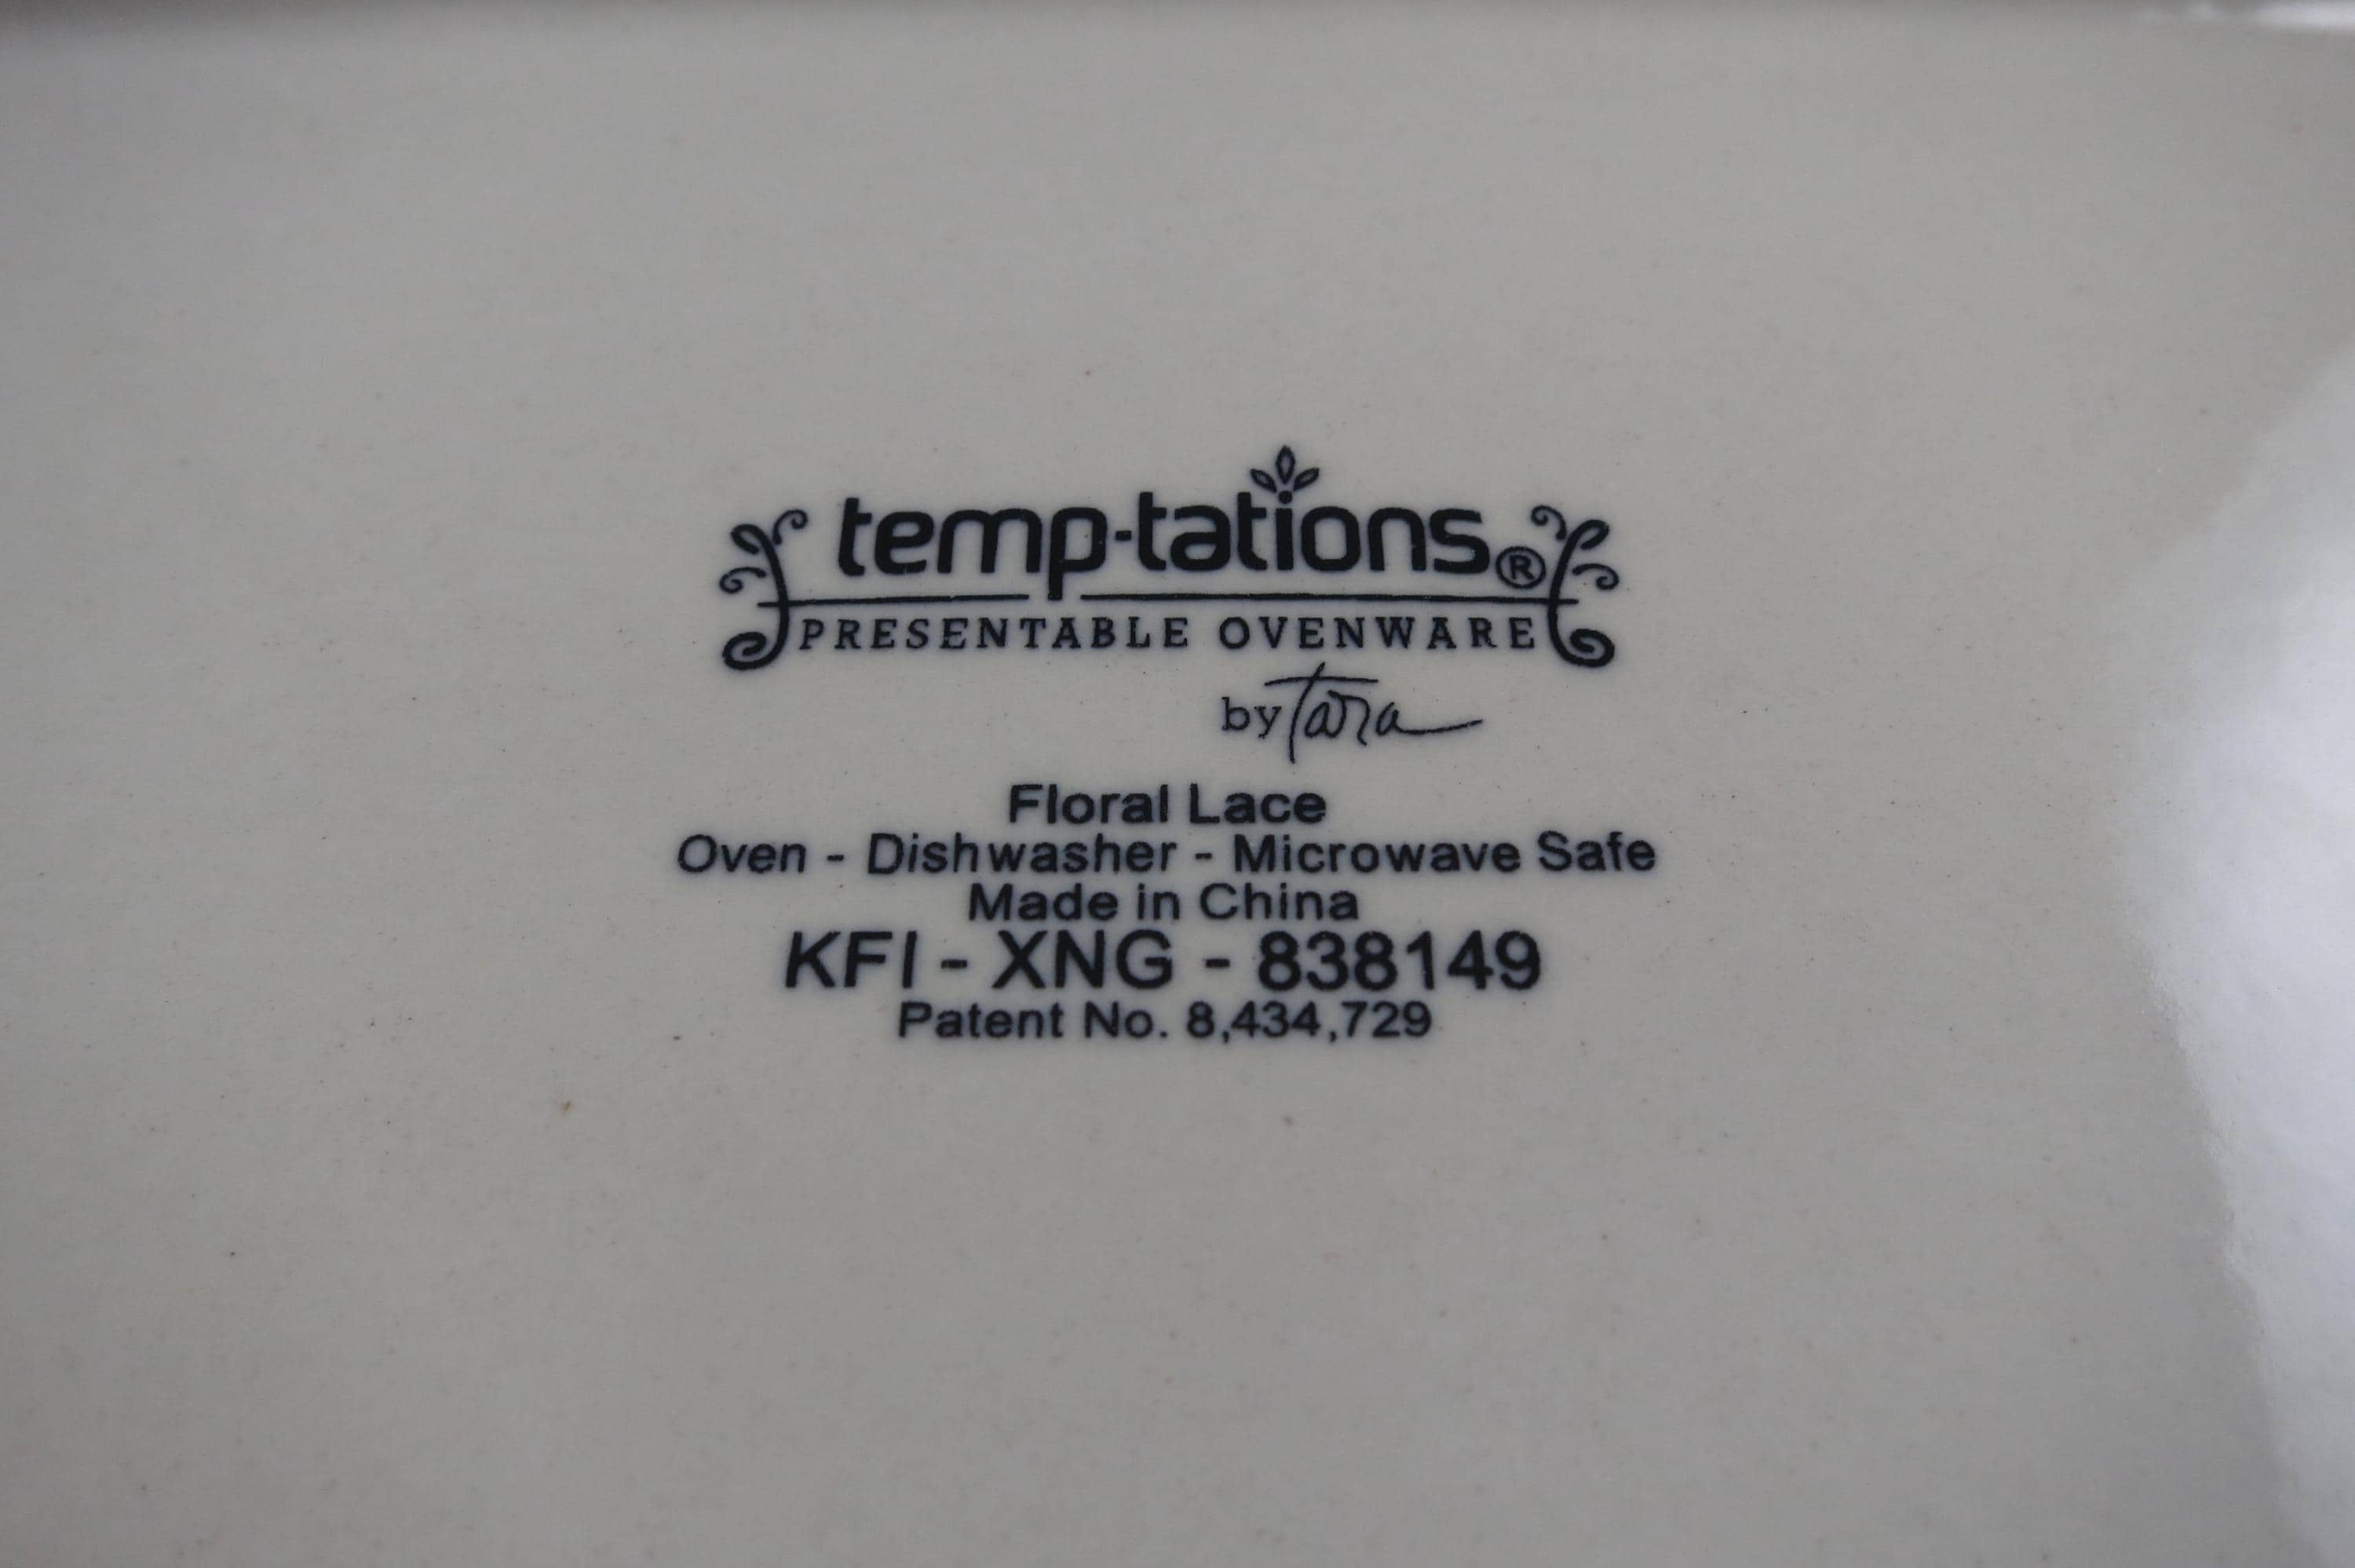 temp-tations®
PRESENTABLE OVENWARE
by Tara
Floral Lace
Oven - Dishwasher - Microwave Safe
Made in China
KFI - XNG - 838149
Patent No. 8,434,729